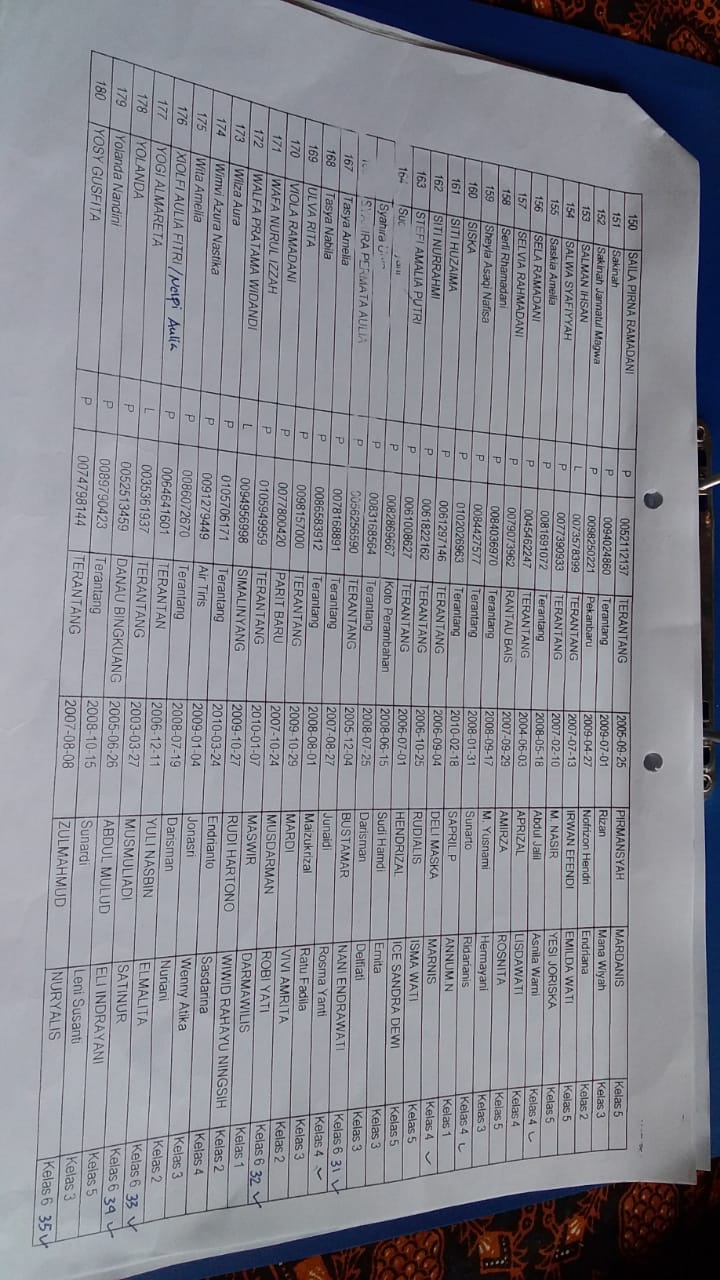 150 SAILA PIRNA RAMADANI P 0052112137 TERANTANG 2005-09-25 PIRMANSYAH MARDANIS Kelas 5
151 Sakinah P 0094024860 Terantang 2009-07-01 Rizan Mana Wiyah Kelas 3
152 Sakinah Jannatul Magwa P 0098250221 Pekanbaru 2009-04-27 Nofrizon Hendri Endriana Kelas 2
153 SALMAN IHSAN L 0073578399 TERANTANG 2007-07-13 IRWAN EFENDI EMILDA WATI Kelas 5
154 SALWA SYAFIYYAH P 0077390933 TERANTANG 2007-02-10 M. NASIR YESI JORISKA Kelas 5
155 Saskia Amelia P 0081691072 Terantang 2008-05-18 Abdul Jalil Asnila Warni Kelas 4
156 SELA RAMADANI P 0045492247 TERANTANG 2004-06-03 APRIZAL LISDAWATI Kelas 4
157 SELVIA RAHMADANI P 0079073962 RANTAU BAIS 2007-09-29 AMIRZA ROSNITA Kelas 5
158 Serli Rhamadani P 0084036970 Terantang 2008-09-17 M. Yusnami Hermayani Kelas 3
159 Sheyla Asaqi Nafisa P 0084427577 Terantang 2008-01-31 Sunarto Ridarianis Kelas 4
160 SISKA P 0102026963 Terantang 2010-02-18 SAPRIL.P ANNUM.N Kelas 1
161 SITI HUZAIMA P 0061297146 TERANTANG 2006-09-04 DELI MASKA MARNIS Kelas 4
162 SITI NURRAHMI P 0061822162 TERANTANG 2006-10-25 RUDIALIS ISMA WATI Kelas 5
163 STEFI AMALIA PUTRI P 0061008627 TERANTANG 2006-07-01 HENDRIZAL ICE SANDRA DEWI Kelas 5
164 P 0082869667 Koto Perambahan 2008-06-15 Sudi Hamdi Ernita Kelas 3
Syahira P 0083168564 Terantang 2008-07-25 Darisman Delfiati Kelas 3
PERMATA AULIA P 0056256590 TERANTANG 2005-12-04 BUSTAMAR NANI ENDRAWATI Kelas 6 31
167 Tasya Amelia P 0078168891 Terantang 2007-08-27 Junaidi Rosma Yanti Kelas 4
168 Tasya Nabila P 0086583912 Terantang 2008-08-01 Maizukrizal Ratu Fadila Kelas 3
169 ULVA RITA P 0098157000 TERANTANG 2009-10-29 MARDI VIVI AMRITA Kelas 2
170 VIOLA RAMADANI P 0077800420 PARIT BARU 2007-10-24 MUSDARMAN ROBI YATI Kelas 6 32
171 WAFA NURUL IZZAH P 0105949959 TERANTANG 2010-01-07 MASWIR DARMAWILIS Kelas 1
172 WALFA PRATAMA WIDANDI L 0094956998 SIMALINYANG 2009-10-27 RUDI HARTONO WIWID RAHAYU NINGSIH Kelas 2
173 Wilza Aura P 0105706171 Terantang 2010-03-24 Endrianto Sasdarina Kelas 4
174 Wimvi Azura Nastika P 0091279449 Air Tiris 2009-01-04 Jonasri Wenny Atika Kelas 3
175 Wita Amelia P 0086072670 Terantang 2008-07-19 Darisman Nuriani Kelas 2
176 XIOLFI AULIA FITRI / Nelpi Aulia P 0064641601 TERANTAN 2006-12-11 YULI NASBIN ELMALITA Kelas 6 33
177 YOGI ALMARETA L 0035361937 TERANTANG 2003-03-27 MUSMULIADI SATINUR Kelas 6 34
178 YOLANDA P 0052513459 DANAU BINGKUANG 2005-06-26 ABDUL MULUD ELI INDRAYANI Kelas 5
179 Yolanda Nandini P 0089790423 Terantang 2008-10-15 Sunardi Leni Susanti Kelas 3
180 YOSY GUSFITA P 0074798144 TERANTANG 2007-08-08 ZULMAHMUD NURYALIS Kelas 6 35